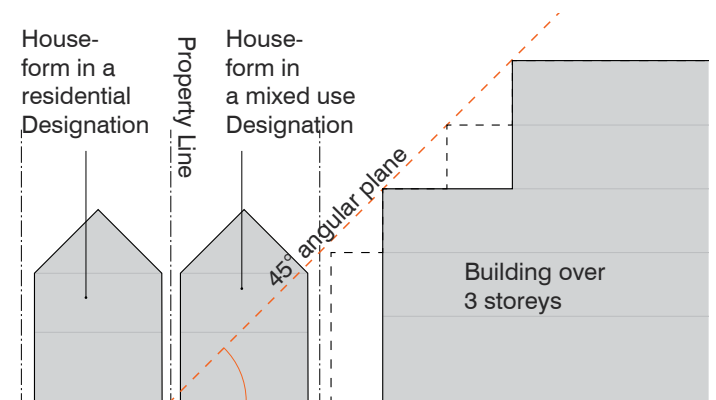 House-
form in a
residential
Designation
Property Line
House-
form in
a mixed use
Designation
45° angular plane
Building over
3 storeys